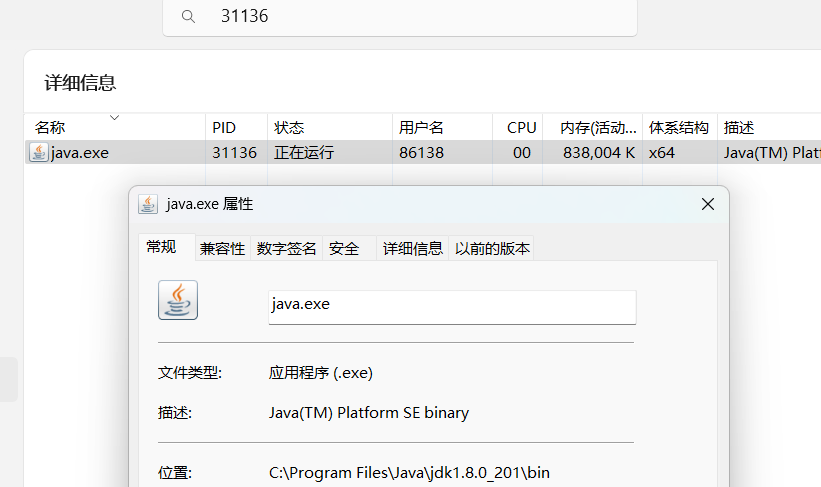 31136
详细信息
名称 PID 状态 用户名 CPU 内存(活动... 体系结构 描述
java.exe 31136 正在运行 86138 00 838,004 K x64 Java(TM) Platf
java.exe 属性
常规 兼容性 数字签名 安全 详细信息 以前的版本
java.exe
文件类型: 应用程序 (.exe)
描述: Java(TM) Platform SE binary
位置: C:\Program Files\Java\jdk1.8.0_201\bin